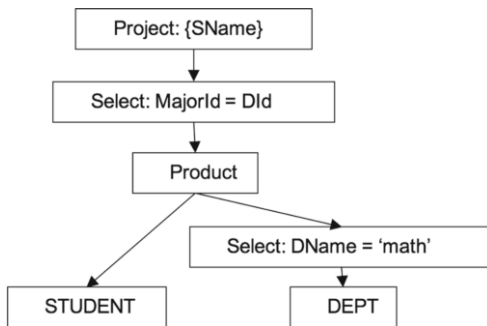 Project: {SName}
Select: MajorId = DId
Product
Select: DName = ‘math’
STUDENT
DEPT